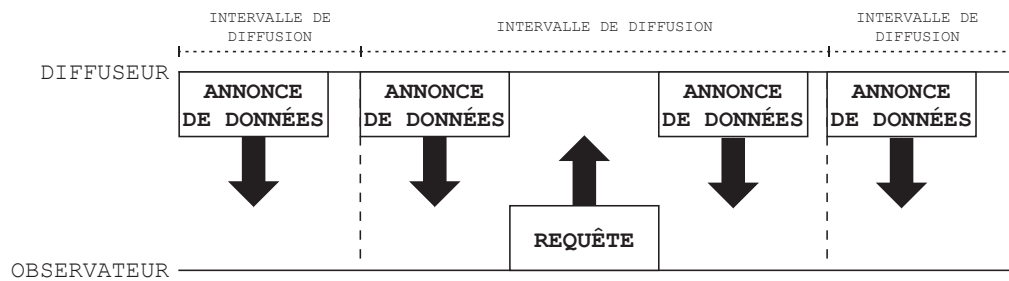 INTERVALLE DE
DIFFUSION
INTERVALLE DE DIFFUSION
INTERVALLE DE
DIFFUSION
DIFFUSEUR
ANNONCE
DE DONNÉES
ANNONCE
DE DONNÉES
ANNONCE
DE DONNÉES
ANNONCE
DE DONNÉES
REQUÊTE
OBSERVATEUR